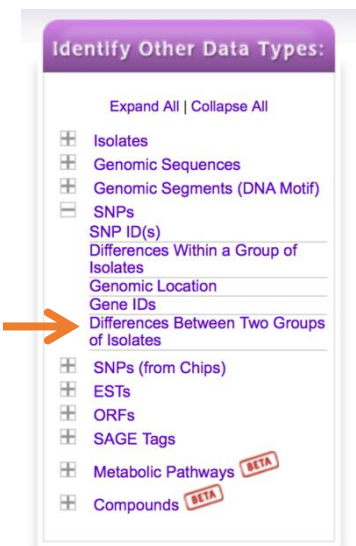 Identify Other Data Types:
Expand All | Collapse All
Isolates
Genomic Sequences
Genomic Segments (DNA Motif)
SNPs
SNP ID(s)
Differences Within a Group of
Isolates
Genomic Location
Gene IDs
Differences Between Two Groups
of Isolates
SNPs (from Chips)
ESTs
ORFs
SAGE Tags
Metabolic Pathways BETA
Compounds BETA